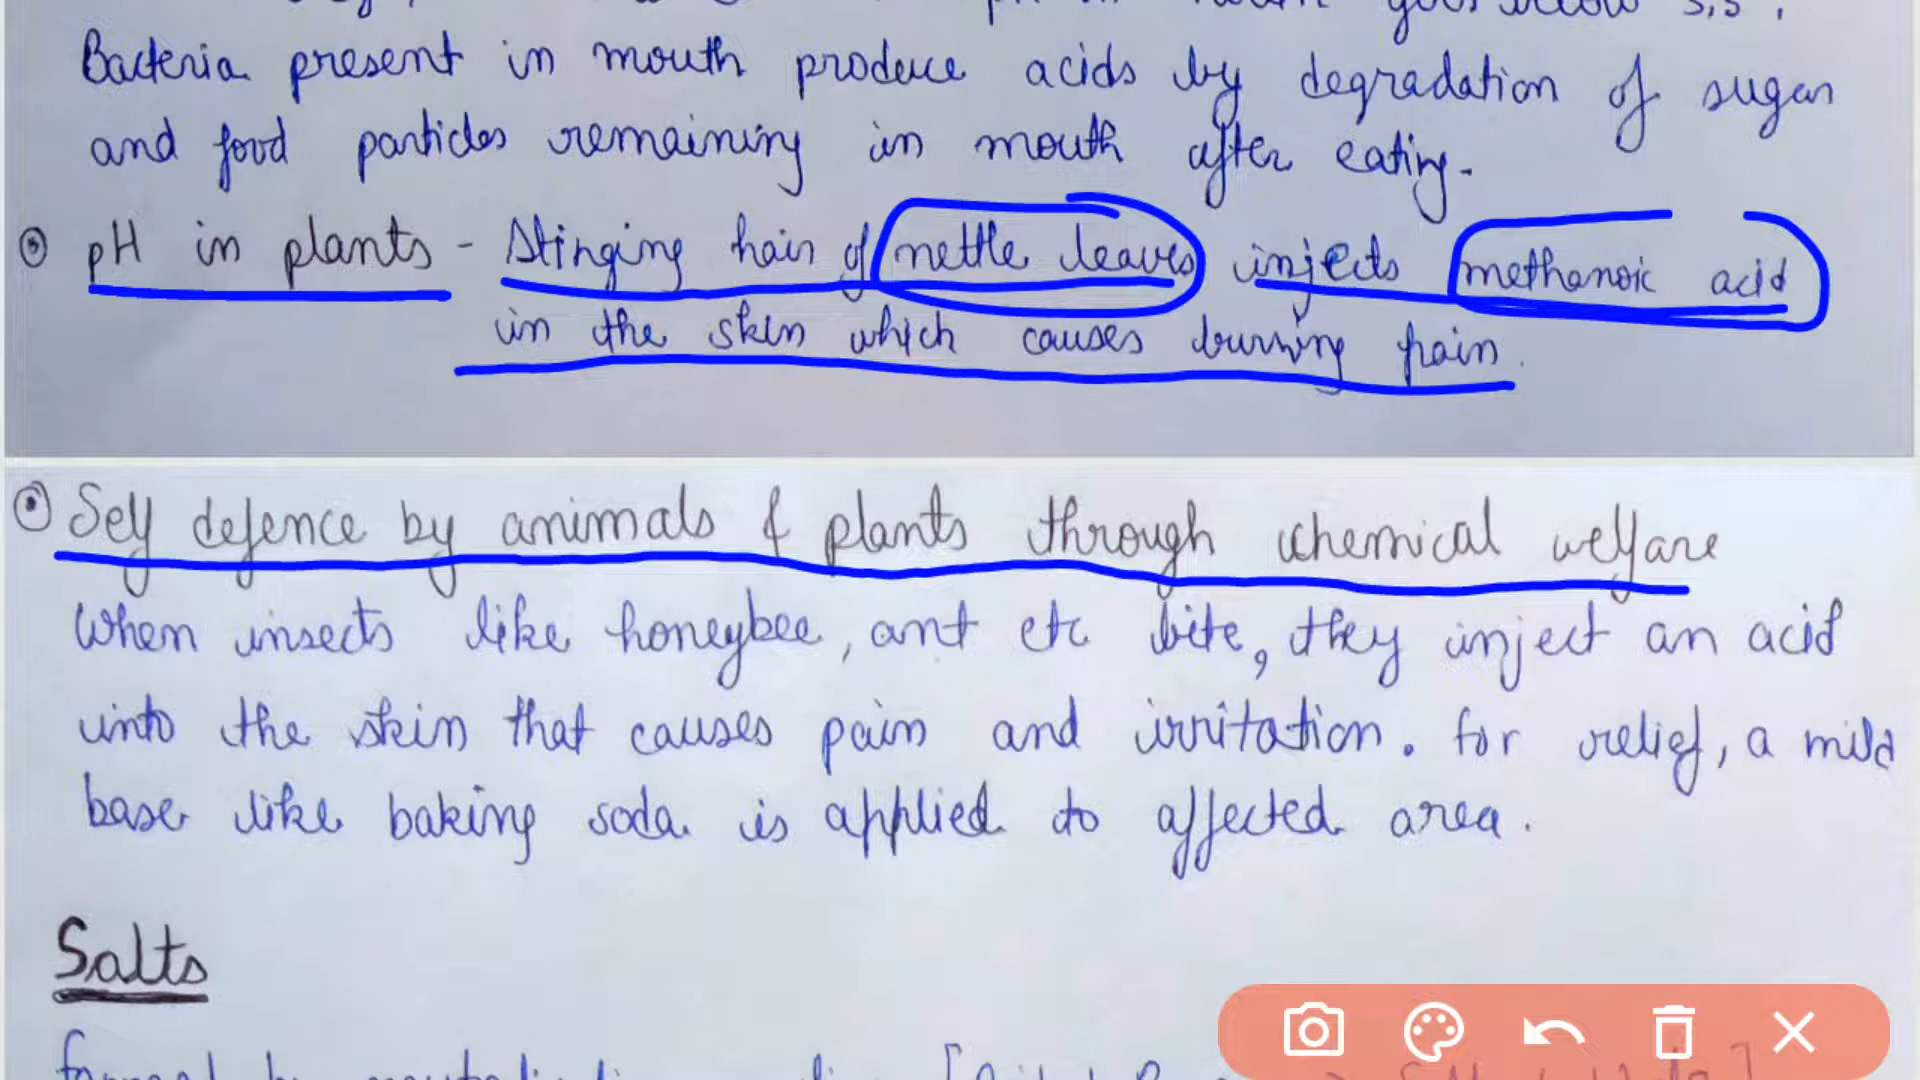 Bacteria present in mouth produce acids by degradation of sugar
and food particles remaining in mouth after eating.
pH in plants - Stinging hair of nettle leaves injects methanoic acid
in the skin which causes burning pain.
Self defence by animals & plants through chemical welfare
When insects like honeybee, ant etc bite, they inject an acid
into the skin that causes pain and irritation. for relief, a mild
base like baking soda is applied to affected area.
Salts